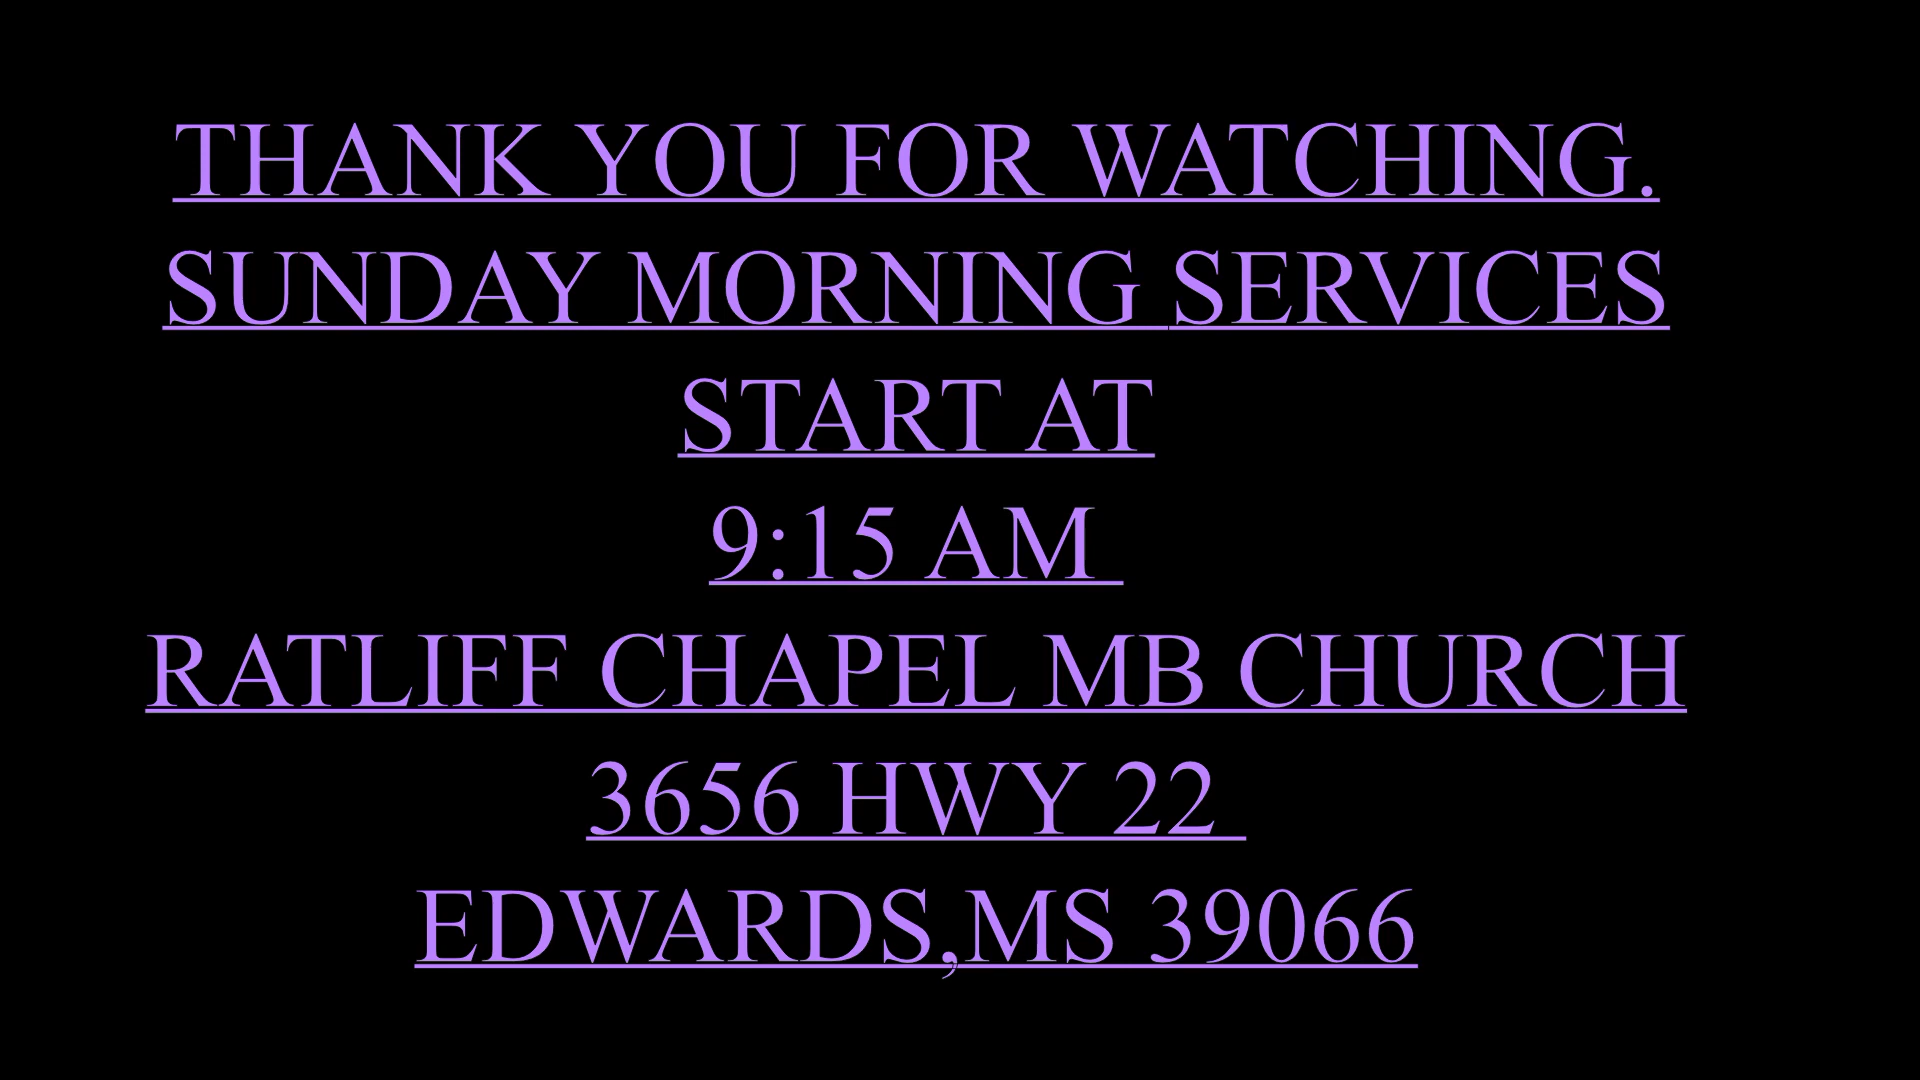 THANK YOU FOR WATCHING.
SUNDAY MORNING SERVICES
START AT
9:15 AM
RATLIFF CHAPEL MB CHURCH
3656 HWY 22
EDWARDS,MS 39066